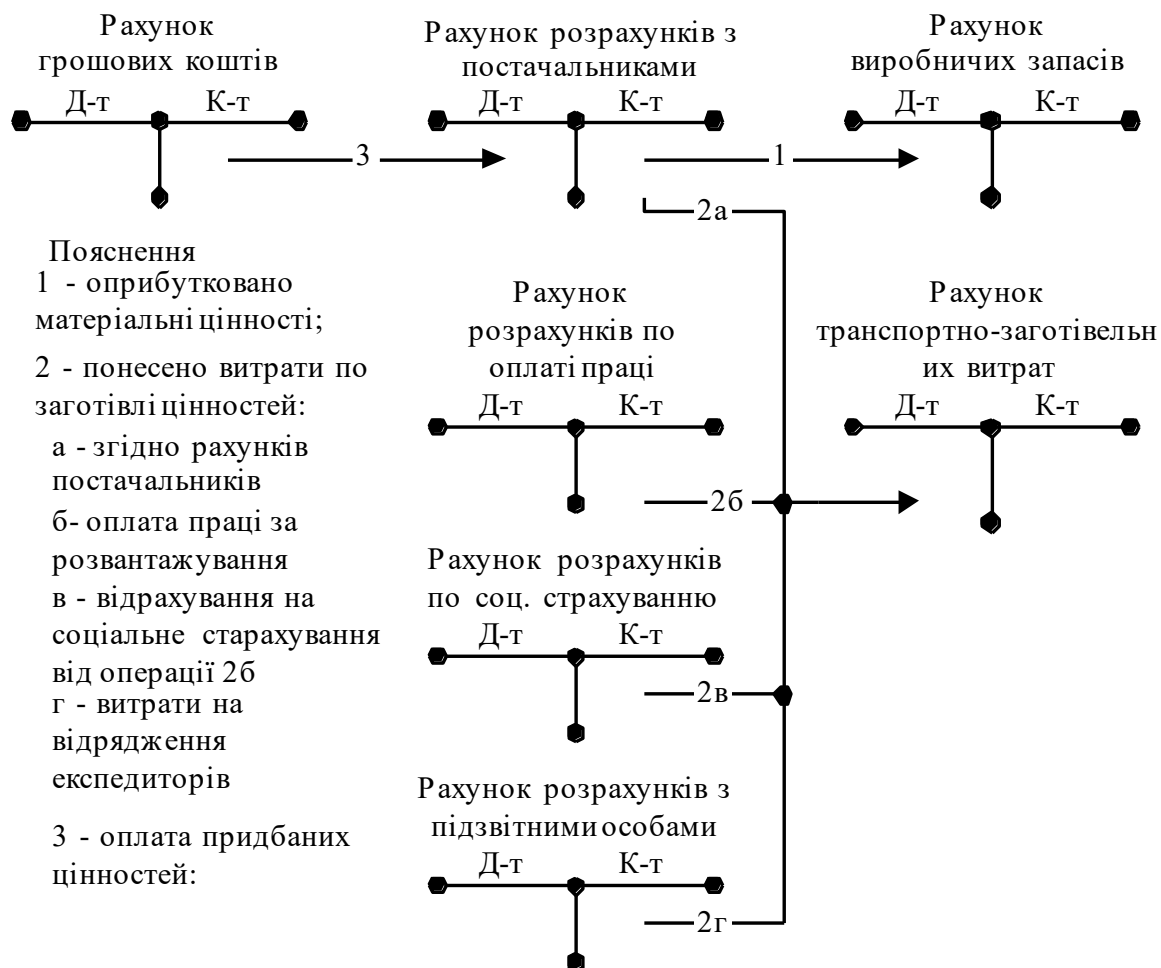 Рахунок
грошових коштів
Д-т К-т
Рахунок розрахунків з
постачальниками
Д-т К-т
Рахунок
виробничих запасів
Д-т К-т
3
1
2а
Пояснення
1 - оприбутковано
матеріальні цінності;
2 - понесено витрати по
заготівлі цінностей:
а - згідно рахунків
постачальників
б- оплата праці за
розвантажування
в - відрахування на
соціальне старахування
від операції 2б
г - витрати на
відрядження
експедиторів
3 - оплата придбаних
цінностей:
Рахунок
розрахунків по
оплаті праці
Д-т К-т
2б
Рахунок
транспортно-заготівельн
их витрат
Д-т К-т
Рахунок розрахунків
по соц. страхуванню
Д-т К-т
2в
Рахунок розрахунків з
підзвітними особами
Д-т К-т
2г